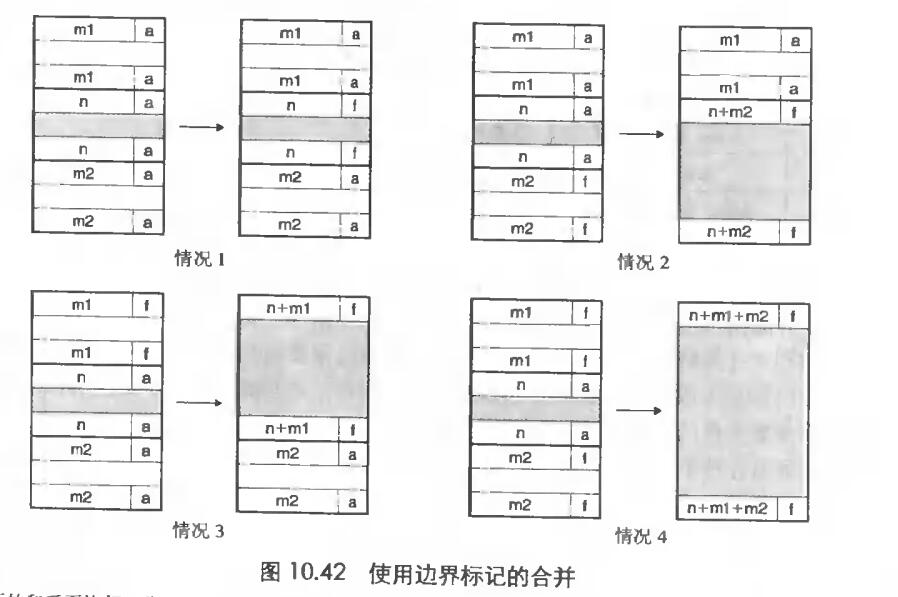 m1 a
m1 a
n a
n a
m2 a
m2 a
m1 a
m1 a
n f
n f
m2 a
m2 a
情况 1
m1 a
m1 a
n a
n a
m2 f
m2 f
m1 a
m1 a
n+m2 f
n+m2 f
情况 2
m1 f
m1 f
n a
n a
m2 a
m2 a
n+m1 f
n+m1 f
m2 a
m2 a
情况 3
m1 f
m1 f
n a
n a
m2 f
m2 f
n+m1+m2 f
n+m1+m2 f
情况 4
图 10.42 使用边界标记的合并